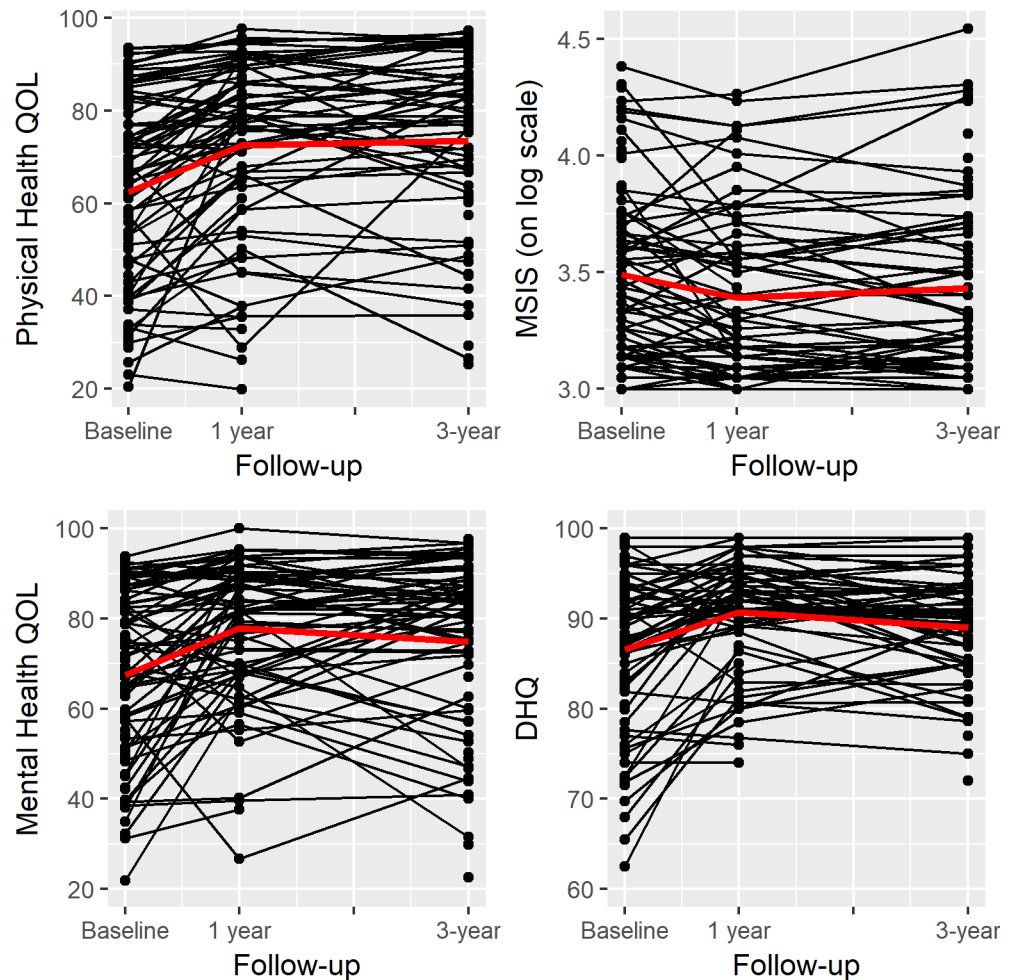 Physical Health QOL
100
80
60
40
20
Baseline 1 year 3-year
Follow-up
MSIS (on log scale)
4.5
4.0
3.5
3.0
Baseline 1 year 3-year
Follow-up
Mental Health QOL
100
80
60
40
20
Baseline 1 year 3-year
Follow-up
DHQ
100
90
80
70
60
Baseline 1 year 3-year
Follow-up